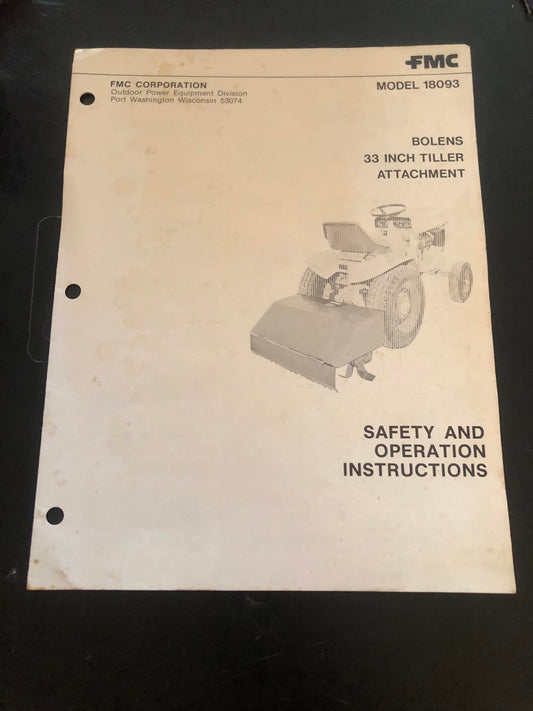 FMC
FMC CORPORATION
Outdoor Power Equipment Division
Port Washington Wisconsin 53074
MODEL 18093
BOLENS
33 INCH TILLER
ATTACHMENT
SAFETY AND
OPERATION
INSTRUCTIONS